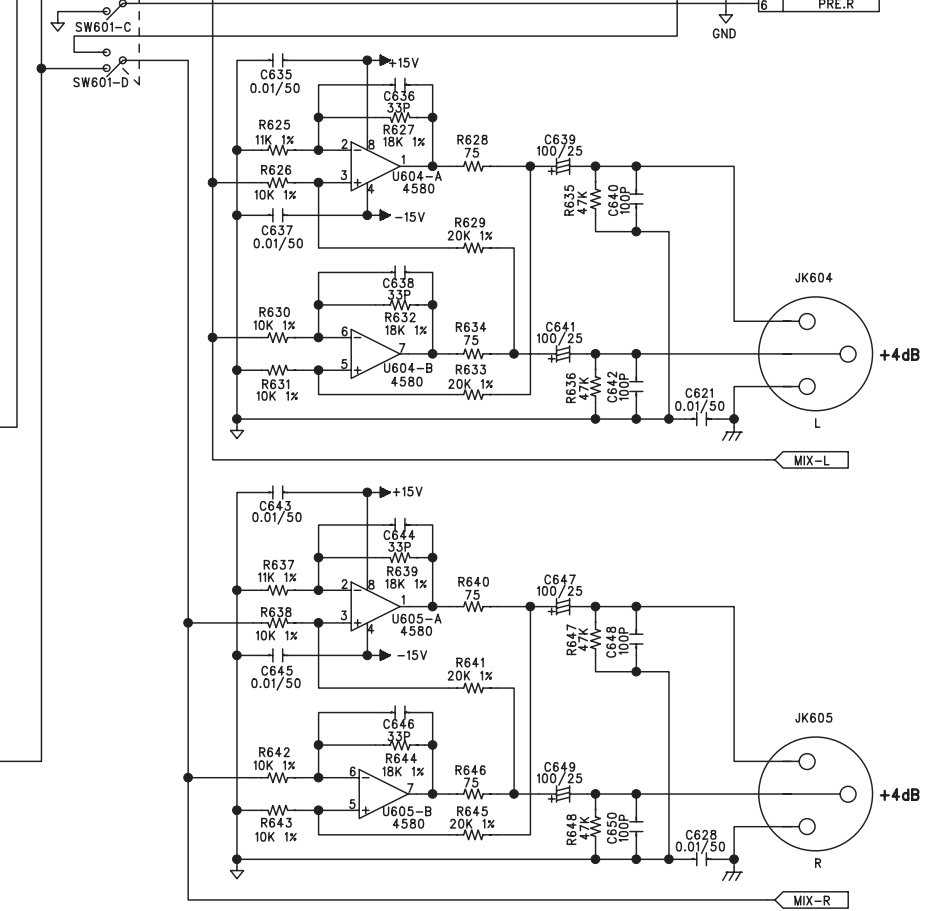 6 PRE.R
SW601-C
GND
SW601-D
+15V
C635
0.01/50
C636
33P
R625
11K 1%
R627
18K 1%
2
8
1
R628
75
C639
100/25
+
R626
10K 1%
3
4
U604-A
4580
R635
47K
C640
100P
-15V
C637
0.01/50
R629
20K 1%
C638
33P
JK604
R630
10K 1%
R632
18K 1%
6
7
R634
75
C641
100/25
+
+4dB
5
R631
10K 1%
U604-B
4580
R633
20K 1%
R636
47K
C642
100P
C621
0.01/50
L
MIX-L
+15V
C643
0.01/50
C644
33P
R637
11K 1%
R639
18K 1%
2
8
1
R640
75
C647
100/25
+
R638
10K 1%
3
4
U605-A
4580
R647
47K
C648
100P
-15V
C645
0.01/50
R641
20K 1%
C646
33P
JK605
R642
10K 1%
R644
18K 1%
6
7
R646
75
C649
100/25
+
+4dB
5
R643
10K 1%
U605-B
4580
R645
20K 1%
R648
47K
C650
100P
C628
0.01/50
R
MIX-R